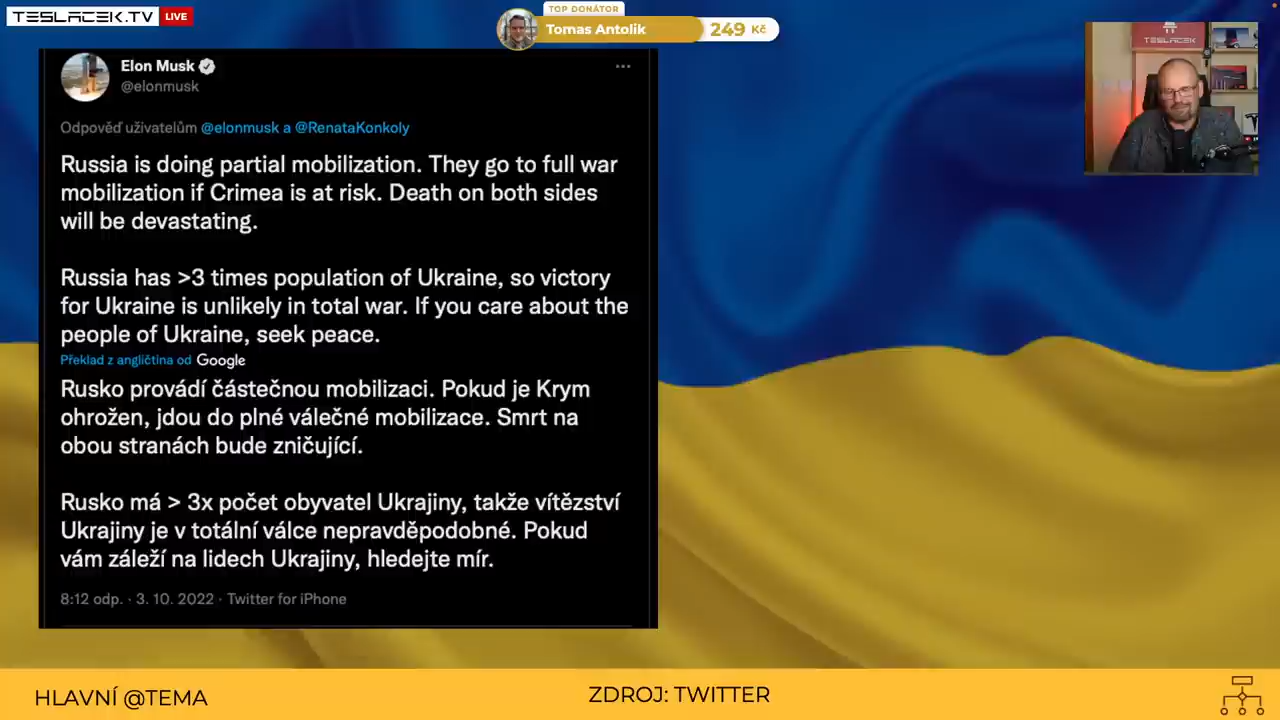 TESLACEK.TV LIVE
TOP DONÁTOR
Tomas Antolik 249 Kč
TESLACEK
Elon Musk
@elonmusk
Odpověď uživatelům @elonmusk a @RenataKonkoly
Russia is doing partial mobilization. They go to full war
mobilization if Crimea is at risk. Death on both sides
will be devastating.
Russia has >3 times population of Ukraine, so victory
for Ukraine is unlikely in total war. If you care about the
people of Ukraine, seek peace.
Překlad z angličtina od Google
Rusko provádí částečnou mobilizaci. Pokud je Krym
ohrožen, jdou do plné válečné mobilizace. Smrt na
obou stranách bude zničující.
Rusko má > 3x počet obyvatel Ukrajiny, takže vítězství
Ukrajiny je v totální válce nepravděpodobné. Pokud
vám záleží na lidech Ukrajiny, hledejte mír.
8:12 odp. · 3. 10. 2022 · Twitter for iPhone
HLAVNÍ @TEMA
ZDROJ: TWITTER